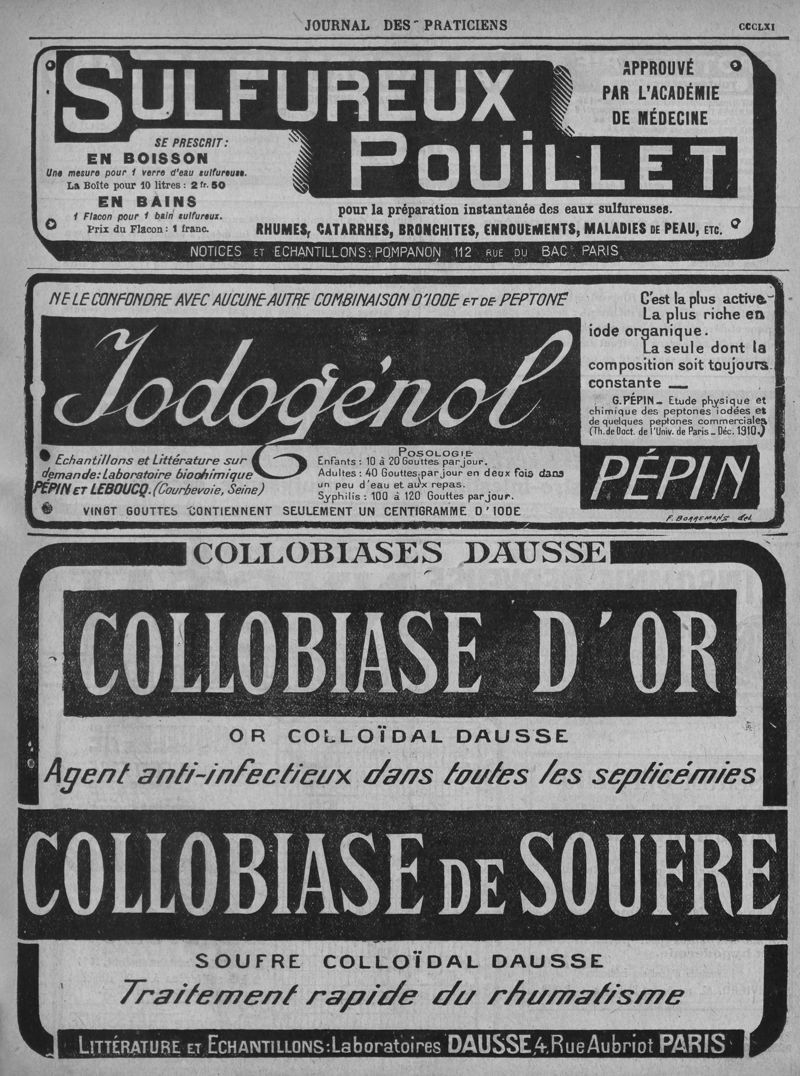 JOURNAL DES PRATICIENS
CCCLXI
SULFUREUX
POUILLET
APPROUVÉ
PAR L'ACADÉMIE
DE MÉDECINE
SE PRESCRIT:
EN BOISSON
Une mesure pour 1 verre d'eau sulfureuse.
La Boîte pour 10 litres: 2 fr. 50
EN BAINS
1 Flacon pour 1 bain sulfureux.
Prix du Flacon: 1 franc.
pour la préparation instantanée des eaux sulfureuses.
RHUMES, CATARRHES, BRONCHITES, ENROUEMENTS, MALADIES DE PEAU, ETC.
NOTICES ET ECHANTILLONS: POMPANON, 112 RUE DU BAC. PARIS
NE LE CONFONDRE AVEC AUCUNE AUTRE COMBINAISON D'IODE ET DE PEPTONE
Iodogénol
C'est la plus active.
La plus riche en
iode organique.
La seule dont la
composition soit toujours
constante —
G. PÉPIN — Etude physique et
chimique des peptones iodées et
de quelques peptones commerciales
(Th. de Doct. de l'Univ. de Paris — Déc. 1910.)
Echantillons et Littérature sur
demande: Laboratoire biochimique
PÉPIN ET LEBOUCQ. (Courbevoie, Seine)
POSOLOGIE
Enfants: 10 à 20 Gouttes par jour.
Adultes: 40 Gouttes par jour en deux fois dans
un peu d'eau et aux repas.
Syphilis: 100 à 120 Gouttes par jour.
PÉPIN
VINGT GOUTTES CONTIENNENT SEULEMENT UN CENTIGRAMME D'IODE
F. BORREMANS del.
COLLOBIASES DAUSSE
COLLOBIASE D'OR
OR COLLOÏDAL DAUSSE
Agent anti-infectieux dans toutes les septicémies
COLLOBIASE DE SOUFRE
SOUFRE COLLOÏDAL DAUSSE
Traitement rapide du rhumatisme
LITTÉRATURE ET ECHANTILLONS: Laboratoires DAUSSE, 4, Rue Aubriot PARIS